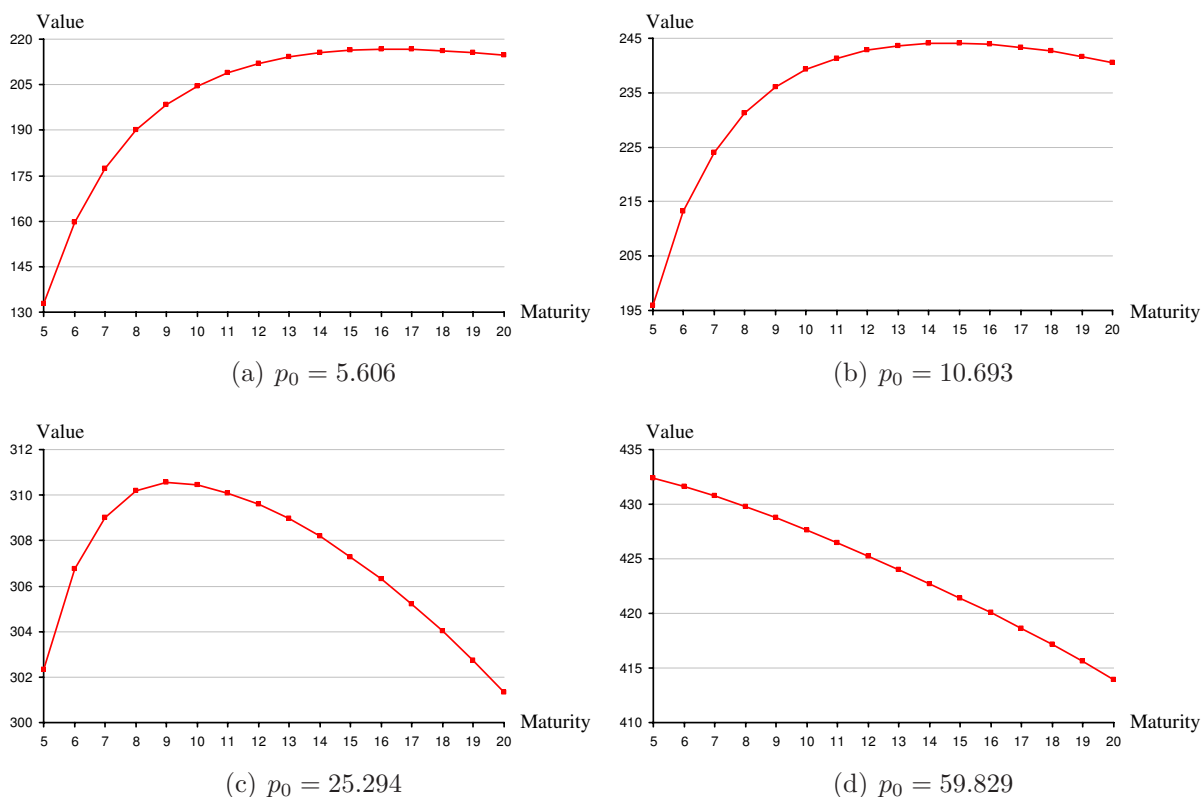 Value
220
205
190
175
160
145
130
5 6 7 8 9 10 11 12 13 14 15 16 17 18 19 20
Maturity
(a) p₀ = 5.606
Value
245
235
225
215
205
195
5 6 7 8 9 10 11 12 13 14 15 16 17 18 19 20
Maturity
(b) p₀ = 10.693
Value
312
310
308
306
304
302
300
5 6 7 8 9 10 11 12 13 14 15 16 17 18 19 20
Maturity
(c) p₀ = 25.294
Value
435
430
425
420
415
410
5 6 7 8 9 10 11 12 13 14 15 16 17 18 19 20
Maturity
(d) p₀ = 59.829